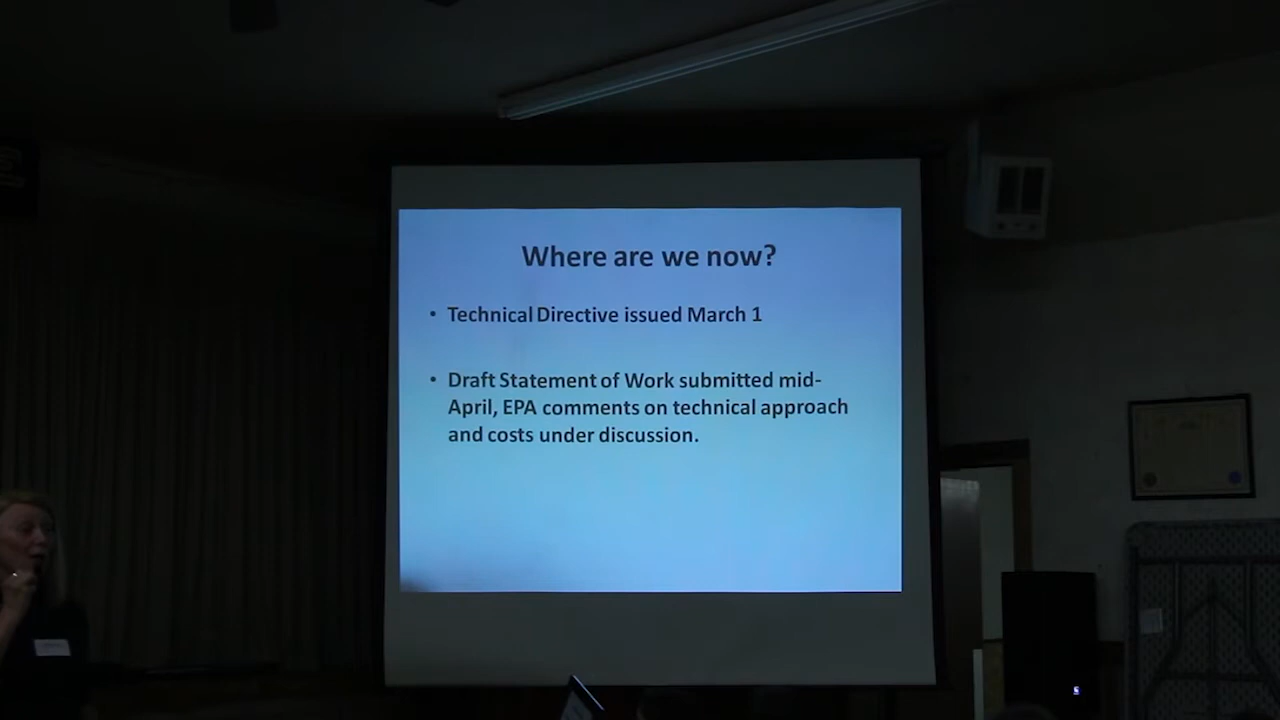 Where are we now?
• Technical Directive issued March 1
• Draft Statement of Work submitted mid-
April, EPA comments on technical approach
and costs under discussion.